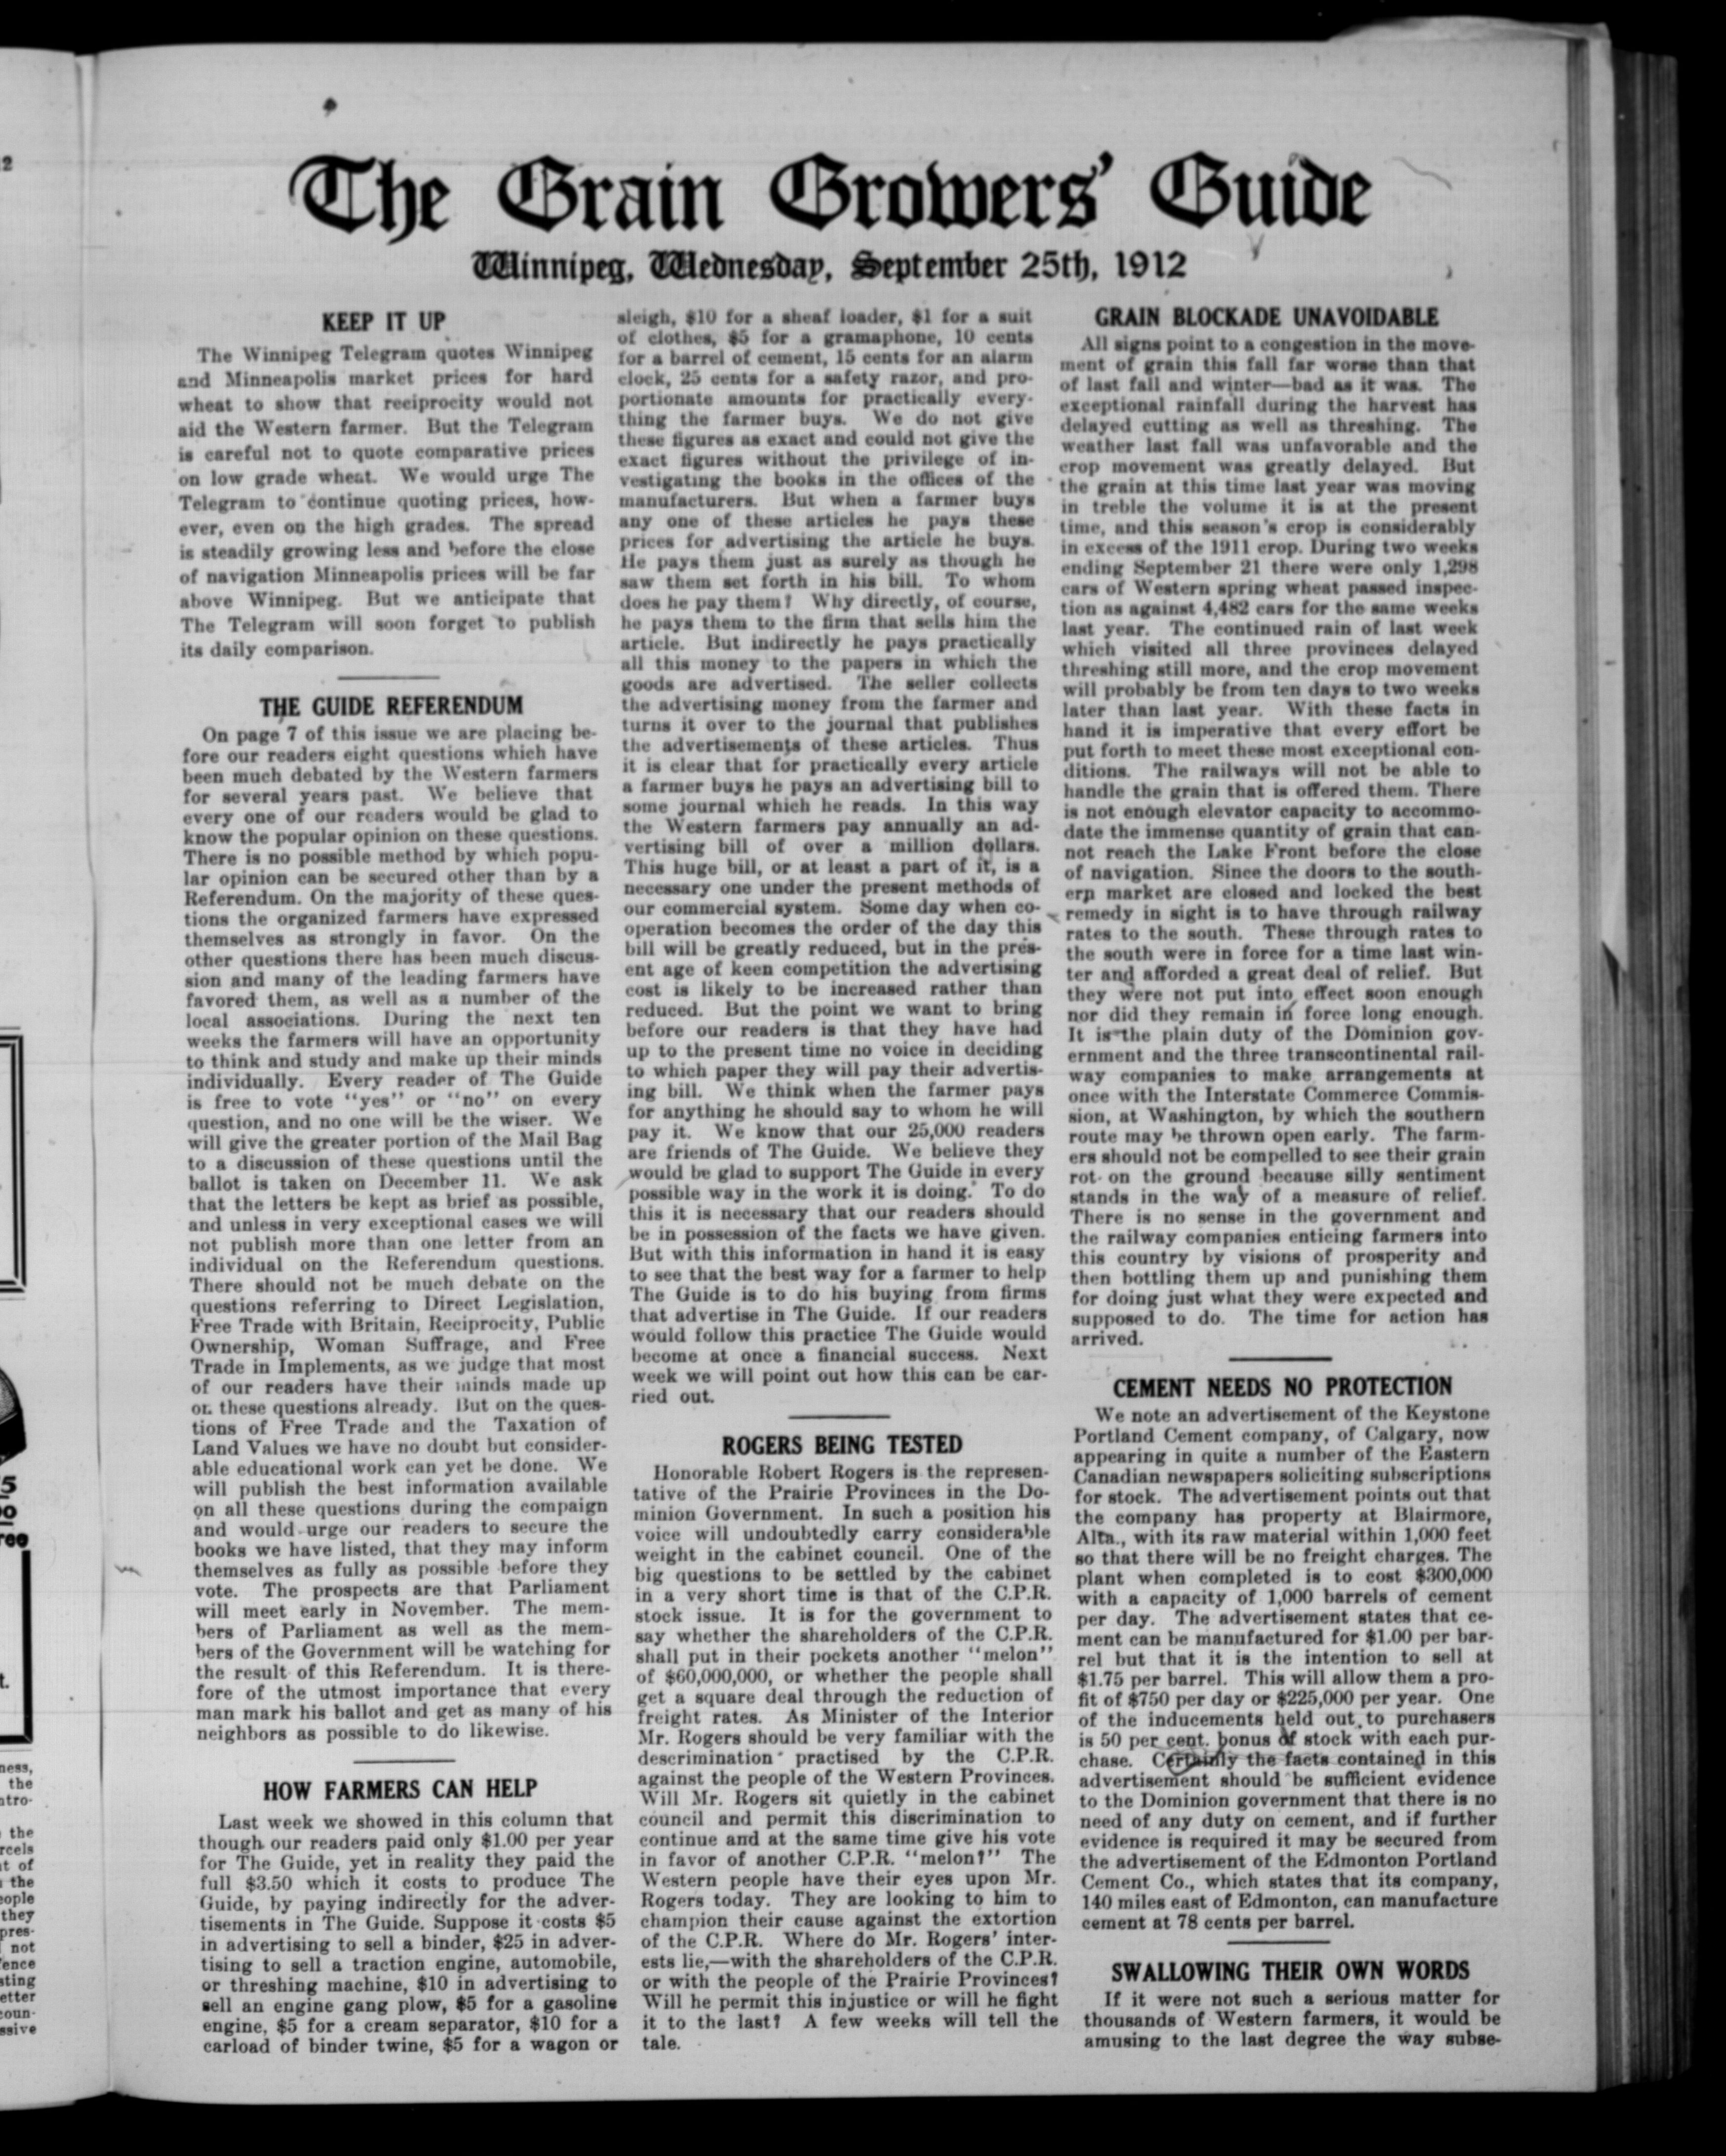 The Grain Growers' Guide
Winnipeg, Wednesday, September 25th, 1912
KEEP IT UP
The Winnipeg Telegram quotes Winnipeg
and Minneapolis market prices for hard
wheat to show that reciprocity would not
aid the Western farmer. But the Telegram
is careful not to quote comparative prices
on low grade wheat. We would urge The
Telegram to continue quoting prices, how-
ever, even on the high grades. The spread
is steadily growing less and before the close
of navigation Minneapolis prices will be far
above Winnipeg. But we anticipate that
The Telegram will soon forget to publish
its daily comparison.
THE GUIDE REFERENDUM
On page 7 of this issue we are placing be-
fore our readers eight questions which have
been much debated by the Western farmers
for several years past. We believe that
every one of our readers would be glad to
know the popular opinion on these questions.
There is no possible method by which popu-
lar opinion can be secured other than by a
Referendum. On the majority of these ques-
tions the organized farmers have expressed
themselves as strongly in favor. On the
other questions there has been much discus-
sion and many of the leading farmers have
favored them, as well as a number of the
local associations. During the next ten
weeks the farmers will have an opportunity
to think and study and make up their minds
individually. Every reader of The Guide
is free to vote "yes" or "no" on every
question, and no one will be the wiser. We
will give the greater portion of the Mail Bag
to a discussion of these questions until the
ballot is taken on December 11. We ask
that the letters be kept as brief as possible,
and unless in very exceptional cases we will
not publish more than one letter from an
individual on the Referendum questions.
There should not be much debate on the
questions referring to Direct Legislation,
Free Trade with Britain, Reciprocity, Public
Ownership, Woman Suffrage, and Free
Trade in Implements, as we judge that most
of our readers have their minds made up
on these questions already. But on the ques-
tions of Free Trade and the Taxation of
Land Values we have no doubt but consider-
able educational work can yet be done. We
will publish the best information available
on all these questions during the compaign
and would urge our readers to secure the
books we have listed, that they may inform
themselves as fully as possible before they
vote. The prospects are that Parliament
will meet early in November. The mem-
bers of Parliament as well as the mem-
bers of the Government will be watching for
the result of this Referendum. It is there-
fore of the utmost importance that every
man mark his ballot and get as many of his
neighbors as possible to do likewise.
HOW FARMERS CAN HELP
Last week we showed in this column that
though our readers paid only $1.00 per year
for The Guide, yet in reality they paid the
full $3.50 which it costs to produce The
Guide, by paying indirectly for the adver-
tisements in The Guide. Suppose it costs $5
in advertising to sell a binder, $25 in adver-
tising to sell a traction engine, automobile,
or threshing machine, $10 in advertising to
sell an engine gang plow, $5 for a gasoline
engine, $5 for a cream separator, $10 for a
carload of binder twine, $5 for a wagon or
sleigh, $10 for a sheaf loader, $1 for a suit
of clothes, $5 for a gramaphone, 10 cents
for a barrel of cement, 15 cents for an alarm
clock, 25 cents for a safety razor, and pro-
portionate amounts for practically every-
thing the farmer buys. We do not give
these figures as exact and could not give the
exact figures without the privilege of in-
vestigating the books in the offices of the
manufacturers. But when a farmer buys
any one of these articles he pays these
prices for advertising the article he buys.
He pays them just as surely as though he
saw them set forth in his bill. To whom
does he pay them? Why directly, of course,
he pays them to the firm that sells him the
article. But indirectly he pays practically
all this money to the papers in which the
goods are advertised. The seller collects
the advertising money from the farmer and
turns it over to the journal that publishes
the advertisements of these articles. Thus
it is clear that for practically every article
a farmer buys he pays an advertising bill to
some journal which he reads. In this way
the Western farmers pay annually an ad-
vertising bill of over a million dollars.
This huge bill, or at least a part of it, is a
necessary one under the present methods of
our commercial system. Some day when co-
operation becomes the order of the day this
bill will be greatly reduced, but in the pres-
ent age of keen competition the advertising
cost is likely to be increased rather than
reduced. But the point we want to bring
before our readers is that they have had
up to the present time no voice in deciding
to which paper they will pay their advertis-
ing bill. We think when the farmer pays
for anything he should say to whom he will
pay it. We know that our 25,000 readers
are friends of The Guide. We believe they
would be glad to support The Guide in every
possible way in the work it is doing. To do
this it is necessary that our readers should
be in possession of the facts we have given.
But with this information in hand it is easy
to see that the best way for a farmer to help
The Guide is to do his buying from firms
that advertise in The Guide. If our readers
would follow this practice The Guide would
become at once a financial success. Next
week we will point out how this can be car-
ried out.
ROGERS BEING TESTED
Honorable Robert Rogers is the represen-
tative of the Prairie Provinces in the Do-
minion Government. In such a position his
voice will undoubtedly carry considerable
weight in the cabinet council. One of the
big questions to be settled by the cabinet
in a very short time is that of the C.P.R.
stock issue. It is for the government to
say whether the shareholders of the C.P.R.
shall put in their pockets another "melon"
of $60,000,000, or whether the people shall
get a square deal through the reduction of
freight rates. As Minister of the Interior
Mr. Rogers should be very familiar with the
descrimination practised by the C.P.R.
against the people of the Western Provinces.
Will Mr. Rogers sit quietly in the cabinet
council and permit this discrimination to
continue and at the same time give his vote
in favor of another C.P.R. "melon?" The
Western people have their eyes upon Mr.
Rogers today. They are looking to him to
champion their cause against the extortion
of the C.P.R. Where do Mr. Rogers' inter-
ests lie,—with the shareholders of the C.P.R.
or with the people of the Prairie Provinces?
Will he permit this injustice or will he fight
it to the last? A few weeks will tell the
tale.
GRAIN BLOCKADE UNAVOIDABLE
All signs point to a congestion in the move-
ment of grain this fall far worse than that
of last fall and winter—bad as it was. The
exceptional rainfall during the harvest has
delayed cutting as well as threshing. The
weather last fall was unfavorable and the
crop movement was greatly delayed. But
the grain at this time last year was moving
in treble the volume it is at the present
time, and this season's crop is considerably
in excess of the 1911 crop. During two weeks
ending September 21 there were only 1,298
cars of Western spring wheat passed inspec-
tion as against 4,482 cars for the same weeks
last year. The continued rain of last week
which visited all three provinces delayed
threshing still more, and the crop movement
will probably be from ten days to two weeks
later than last year. With these facts in
hand it is imperative that every effort be
put forth to meet these most exceptional con-
ditions. The railways will not be able to
handle the grain that is offered them. There
is not enough elevator capacity to accommo-
date the immense quantity of grain that can-
not reach the Lake Front before the close
of navigation. Since the doors to the south-
ern market are closed and locked the best
remedy in sight is to have through railway
rates to the south. These through rates to
the south were in force for a time last win-
ter and afforded a great deal of relief. But
they were not put into effect soon enough
nor did they remain in force long enough.
It is the plain duty of the Dominion gov-
ernment and the three transcontinental rail-
way companies to make arrangements at
once with the Interstate Commerce Commis-
sion, at Washington, by which the southern
route may be thrown open early. The farm-
ers should not be compelled to see their grain
rot on the ground because silly sentiment
stands in the way of a measure of relief.
There is no sense in the government and
the railway companies enticing farmers into
this country by visions of prosperity and
then bottling them up and punishing them
for doing just what they were expected and
supposed to do. The time for action has
arrived.
CEMENT NEEDS NO PROTECTION
We note an advertisement of the Keystone
Portland Cement company, of Calgary, now
appearing in quite a number of the Eastern
Canadian newspapers soliciting subscriptions
for stock. The advertisement points out that
the company has property at Blairmore,
Alta., with its raw material within 1,000 feet
so that there will be no freight charges. The
plant when completed is to cost $300,000
with a capacity of 1,000 barrels of cement
per day. The advertisement states that ce-
ment can be manufactured for $1.00 per bar-
rel but that it is the intention to sell at
$1.75 per barrel. This will allow them a pro-
fit of $750 per day or $225,000 per year. One
of the inducements held out to purchasers
is 50 per cent. bonus of stock with each pur-
chase. Certainly the facts contained in this
advertisement should be sufficient evidence
to the Dominion government that there is no
need of any duty on cement, and if further
evidence is required it may be secured from
the advertisement of the Edmonton Portland
Cement Co., which states that its company,
140 miles east of Edmonton, can manufacture
cement at 78 cents per barrel.
SWALLOWING THEIR OWN WORDS
If it were not such a serious matter for
thousands of Western farmers, it would be
amusing to the last degree the way subse-